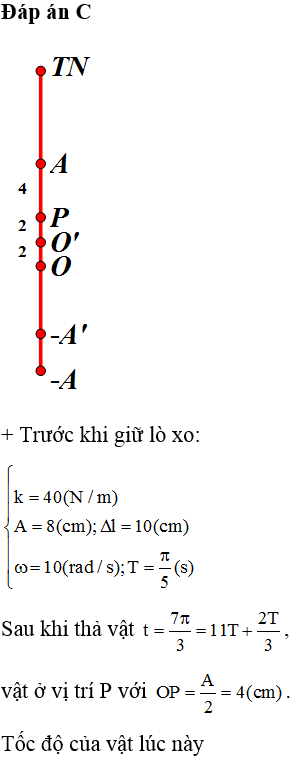 Đáp án C
TN
A
4
P
2
O'
2
O
-A'
-A
+ Trước khi giữ lò xo:
k = 40(N / m)
A = 8(cm); Δl = 10(cm)
ω = 10(rad / s); T = π/5 (s)
Sau khi thả vật t = 7π/3 = 11T + 2T/3 ,
vật ở vị trí P với OP = A/2 = 4(cm) .
Tốc độ của vật lúc này